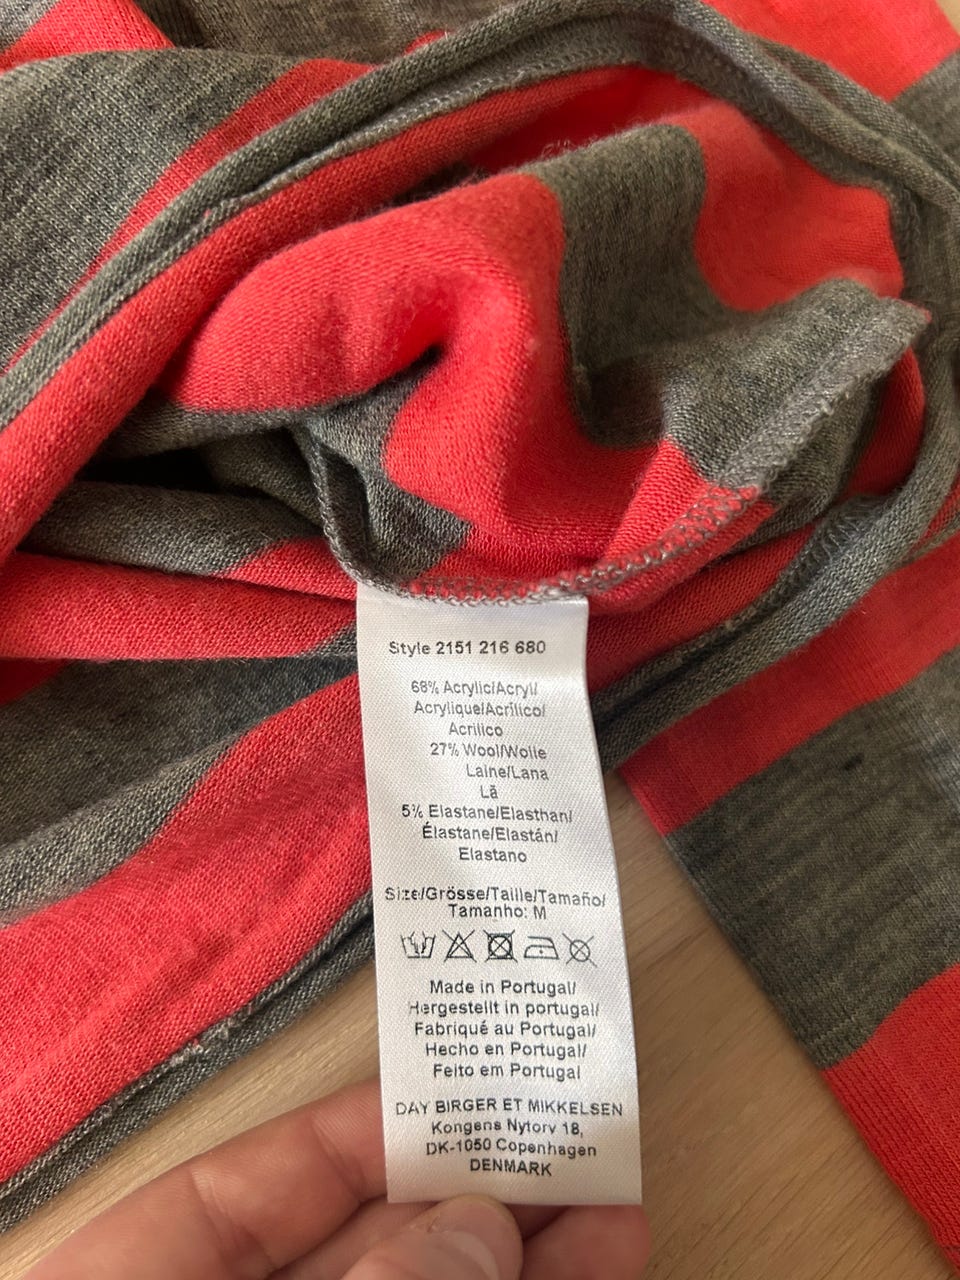 Style 2151 216 680
68% Acrylic/Acryl/
Acrylique/Acrílico/
Acrilico
27% Wool/Wolle
Laine/Lana
Lã
5% Elastane/Elasthan/
Élastane/Elastán/
Elastano
Size/Grösse/Taille/Tamaño/
Tamanho: M
Made in Portugal/
Hergestellt in portugal/
Fabriqué au Portugal/
Hecho en Portugal/
Feito em Portugal
DAY BIRGER ET MIKKELSEN
Kongens Nytorv 18,
DK-1050 Copenhagen
DENMARK